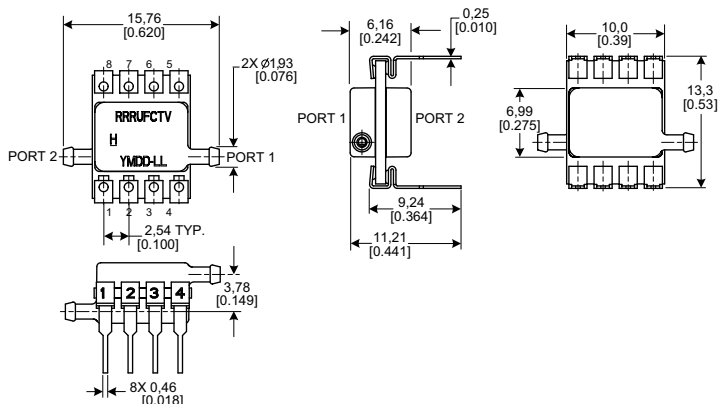 15,76
[0.620]
8 7 6 5
2X Ø1,93
[0.076]
RRRUFCTV
H
YMDD-LL
PORT 2
PORT 1
1 2 3 4
2,54 TYP.
[0.100]
6,16
[0.242]
0,25
[0.010]
PORT 1
PORT 2
9,24
[0.364]
11,21
[0.441]
10,0
[0.39]
6,99
[0.275]
13,3
[0.53]
1 2 3 4
3,78
[0.149]
8X 0,46
[0.018]